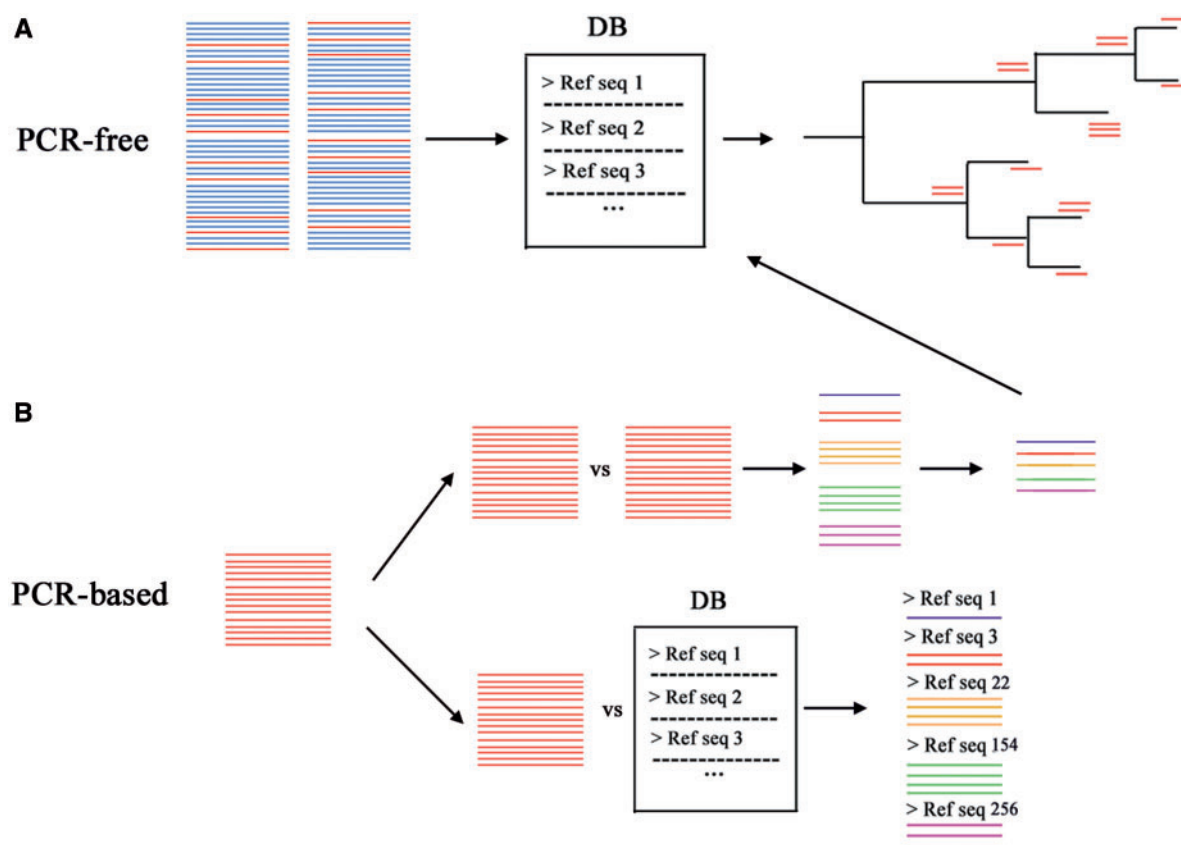 A
PCR-free
DB
> Ref seq 1
> Ref seq 2
> Ref seq 3
...
B
PCR-based
vs
vs
DB
> Ref seq 1
> Ref seq 2
> Ref seq 3
...
> Ref seq 1
> Ref seq 3
> Ref seq 22
> Ref seq 154
> Ref seq 256